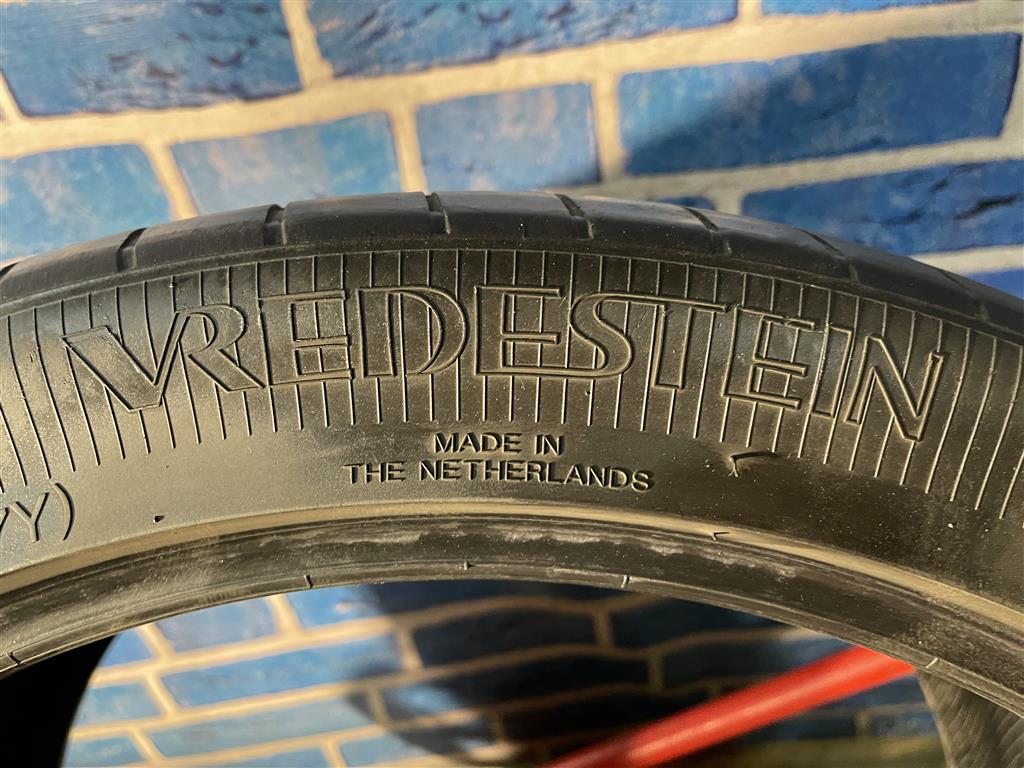 VREDESTEIN
MADE IN
THE NETHERLANDS
Y)